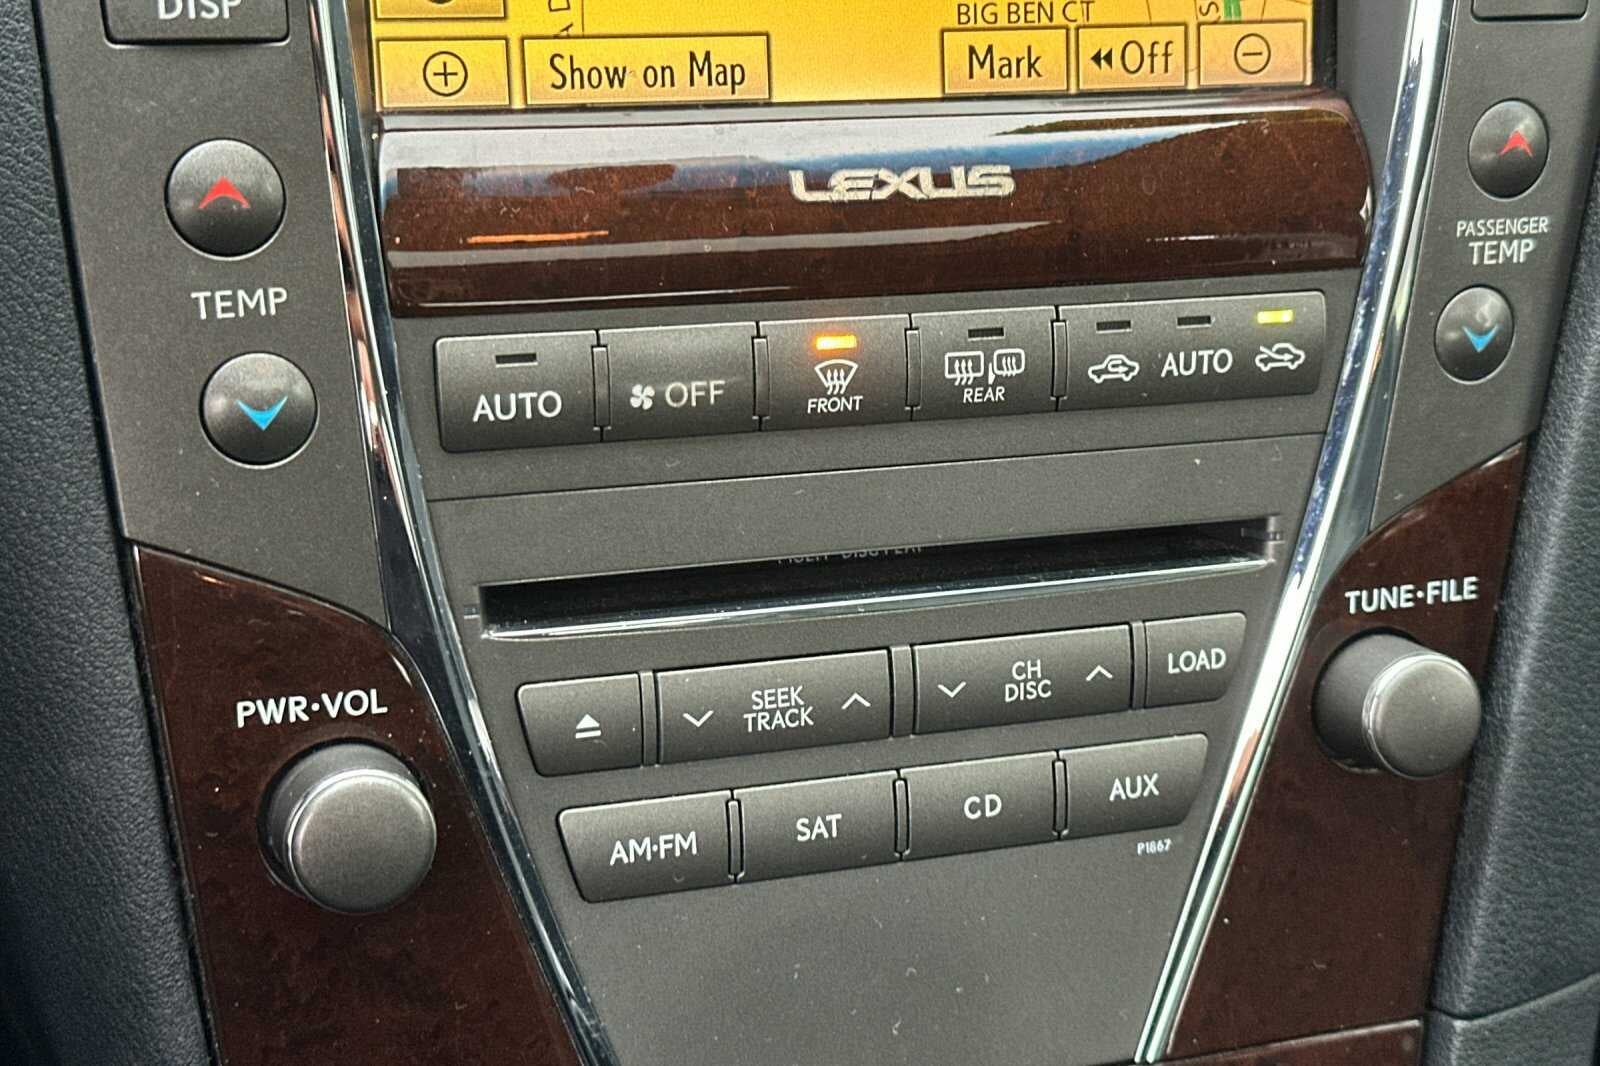 DISP
BIG BEN CT
Show on Map
Mark
Off
LEXUS
TEMP
PASSENGER
TEMP
AUTO
OFF
FRONT
REAR
AUTO
TUNE•FILE
PWR•VOL
SEEK
TRACK
CH
DISC
LOAD
AM•FM
SAT
CD
AUX
P1867